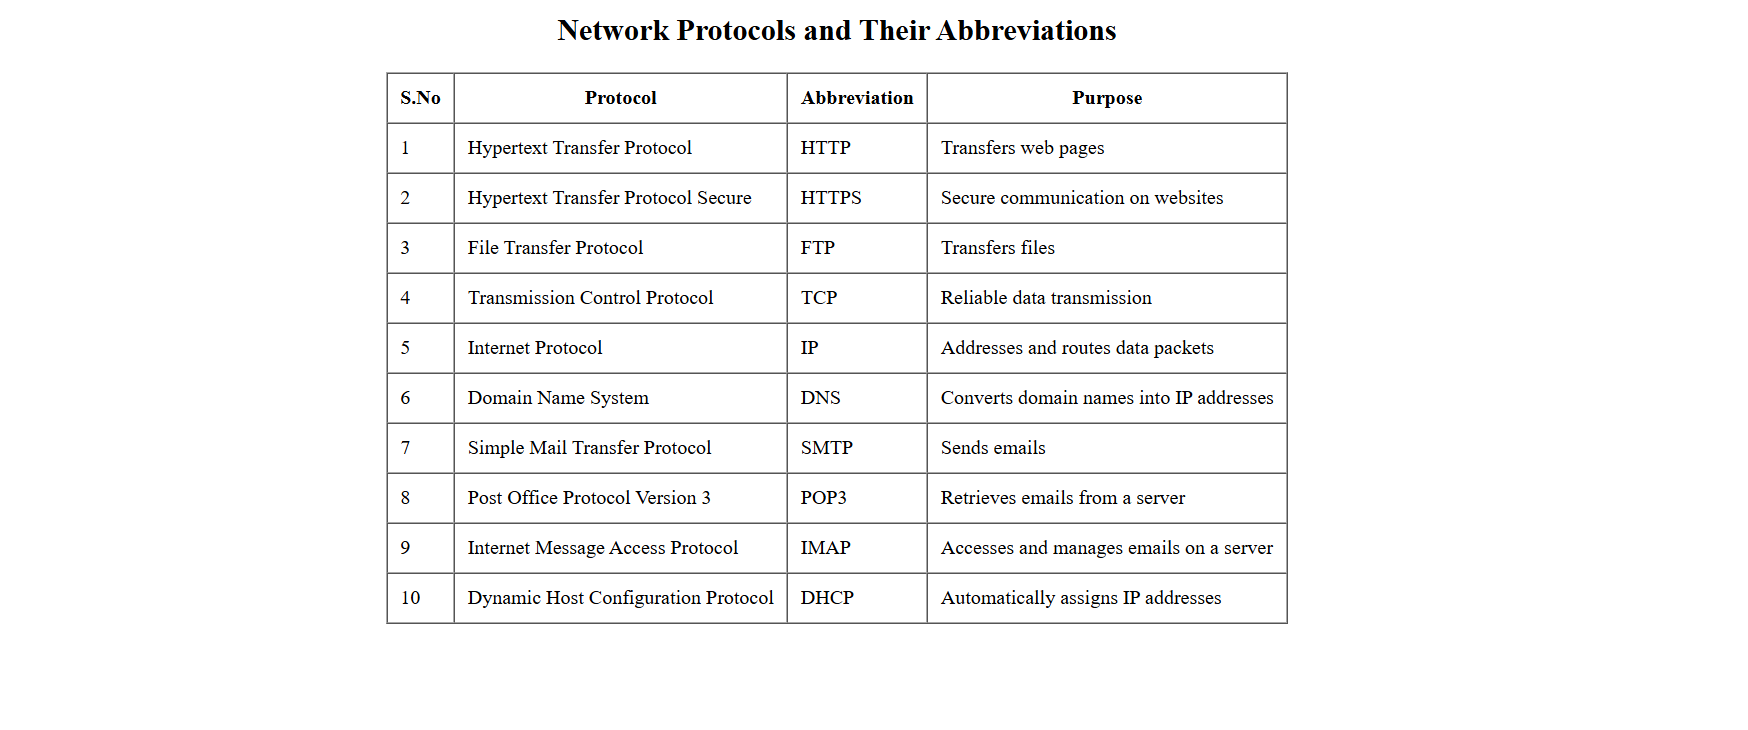 Network Protocols and Their Abbreviations
S.No Protocol Abbreviation Purpose
1 Hypertext Transfer Protocol HTTP Transfers web pages
2 Hypertext Transfer Protocol Secure HTTPS Secure communication on websites
3 File Transfer Protocol FTP Transfers files
4 Transmission Control Protocol TCP Reliable data transmission
5 Internet Protocol IP Addresses and routes data packets
6 Domain Name System DNS Converts domain names into IP addresses
7 Simple Mail Transfer Protocol SMTP Sends emails
8 Post Office Protocol Version 3 POP3 Retrieves emails from a server
9 Internet Message Access Protocol IMAP Accesses and manages emails on a server
10 Dynamic Host Configuration Protocol DHCP Automatically assigns IP addresses